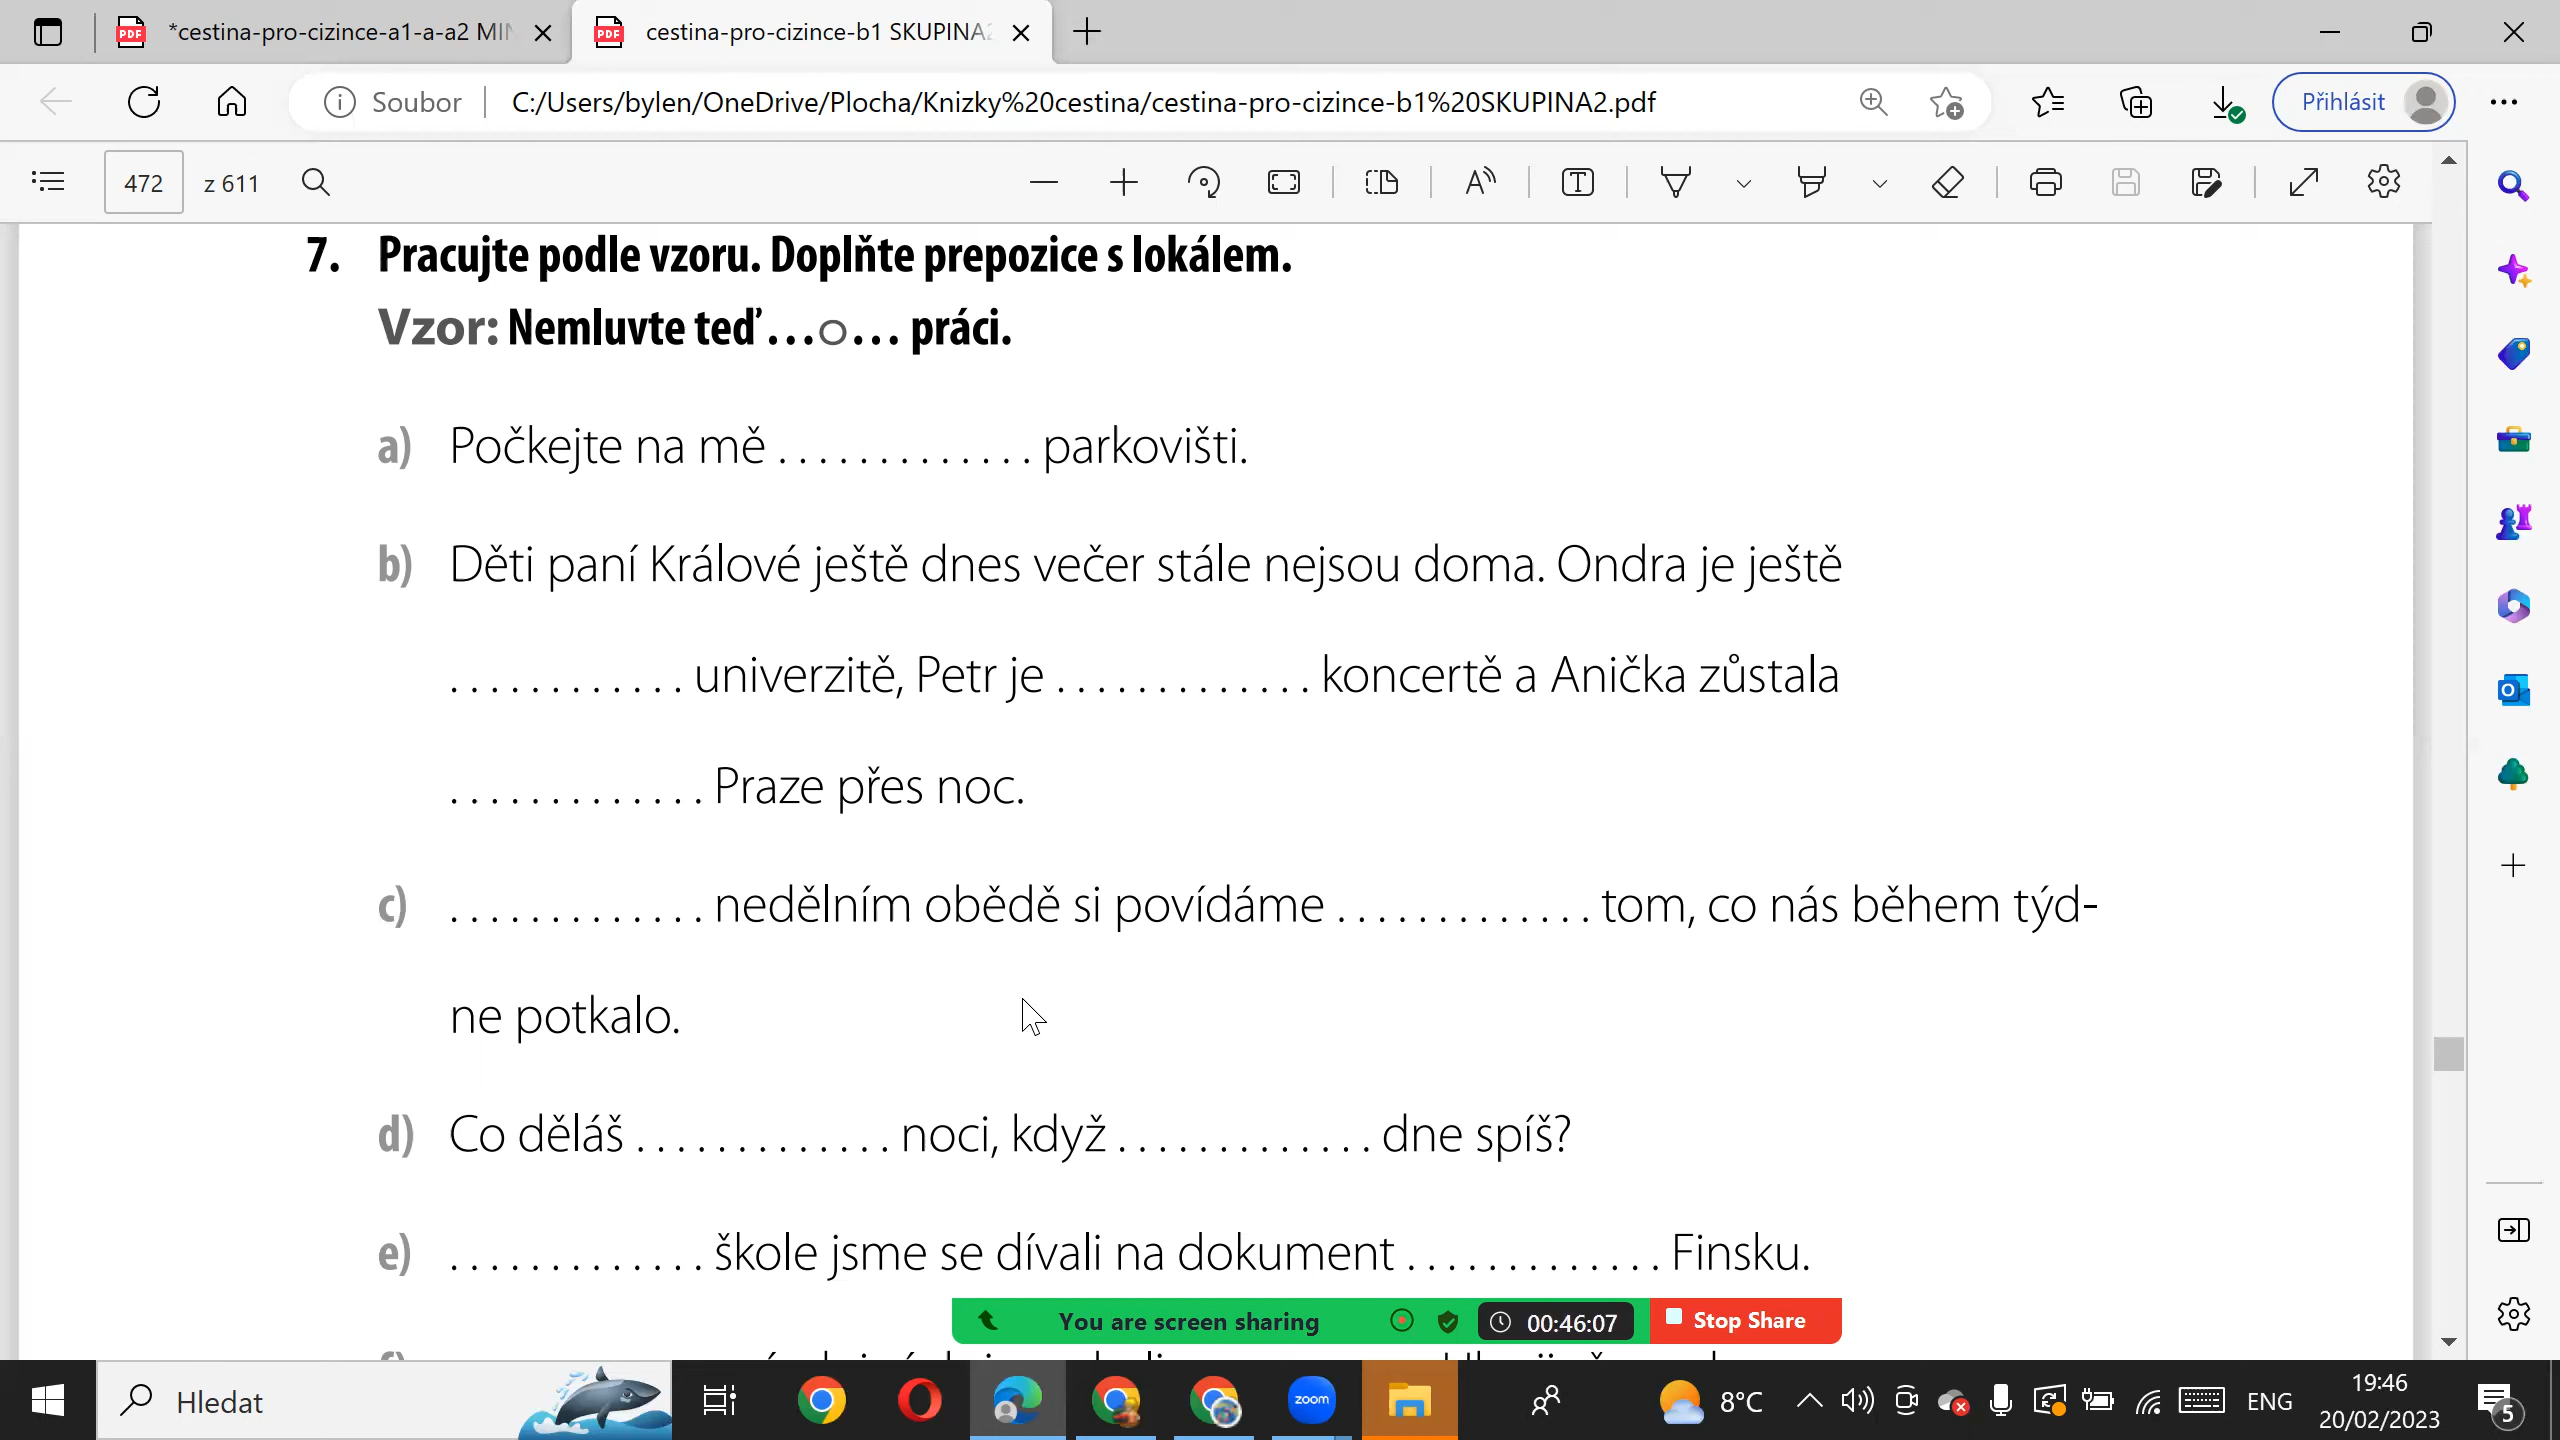 *cestina-pro-cizince-a1-a-a2 MIN
cestina-pro-cizince-b1 SKUPINA2
Soubor
C:/Users/bylen/OneDrive/Plocha/Knizky%20cestina/cestina-pro-cizince-b1%20SKUPINA2.pdf
Přihlásit
472 z 611
7. Pracujte podle vzoru. Doplňte prepozice s lokálem.
Vzor: Nemluvte teď ...o... práci.
a) Počkejte na mě ............. parkovišti.
b) Děti paní Králové ještě dnes večer stále nejsou doma. Ondra je ještě
............ univerzitě, Petr je ............. koncertě a Anička zůstala
............. Praze přes noc.
c) ............. nedělním obědě si povídáme ............. tom, co nás během týd-
ne potkalo.
d) Co děláš ............. noci, když ............. dne spíš?
e) ............. škole jsme se dívali na dokument ............. Finsku.
You are screen sharing
00:46:07
Stop Share
Hledat
zoom
8°C
ENG
19:46
20/02/2023
5